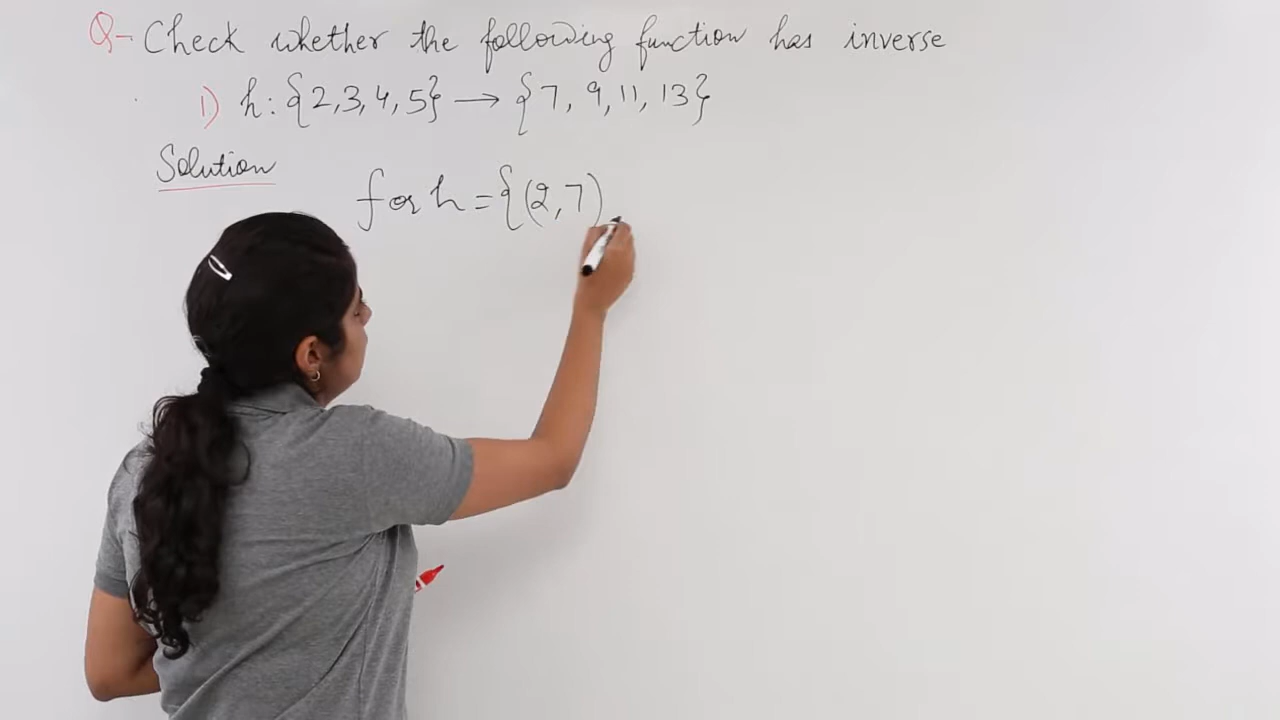 Q- Check whether the following function has inverse
1) h: {2,3,4,5} → {7, 9, 11, 13}
Solution
for h = {(2,7)